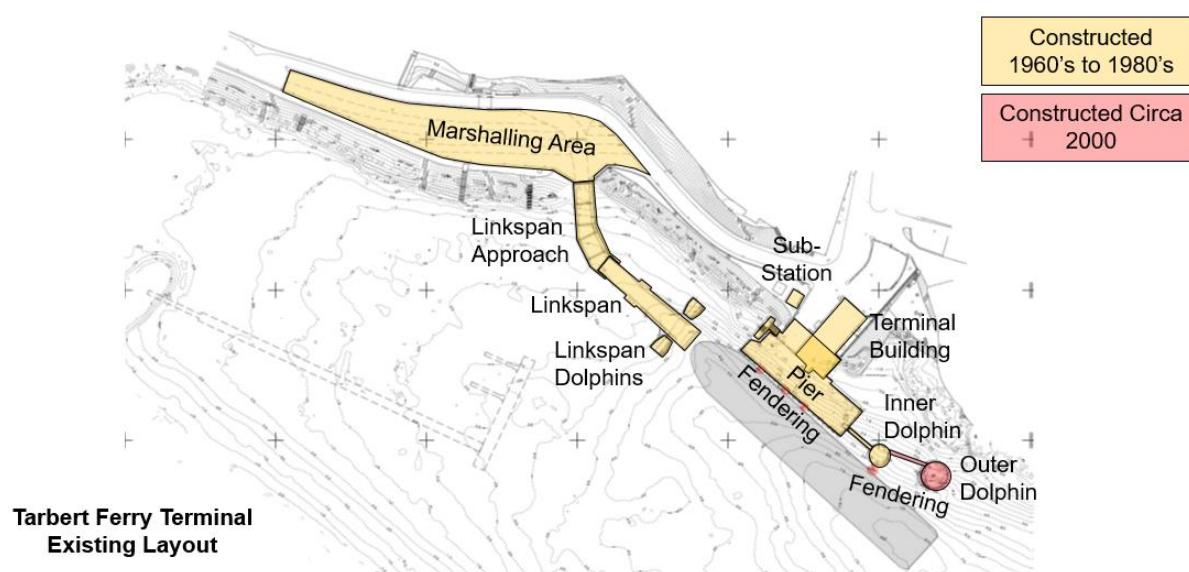 Constructed
1960's to 1980's
Constructed Circa
2000
Marshalling Area
Linkspan
Approach
Sub-
Station
Linkspan
Terminal
Building
Linkspan
Dolphins
Pier
Fendering
Inner
Dolphin
Fendering
Outer
Dolphin
Tarbert Ferry Terminal
Existing Layout